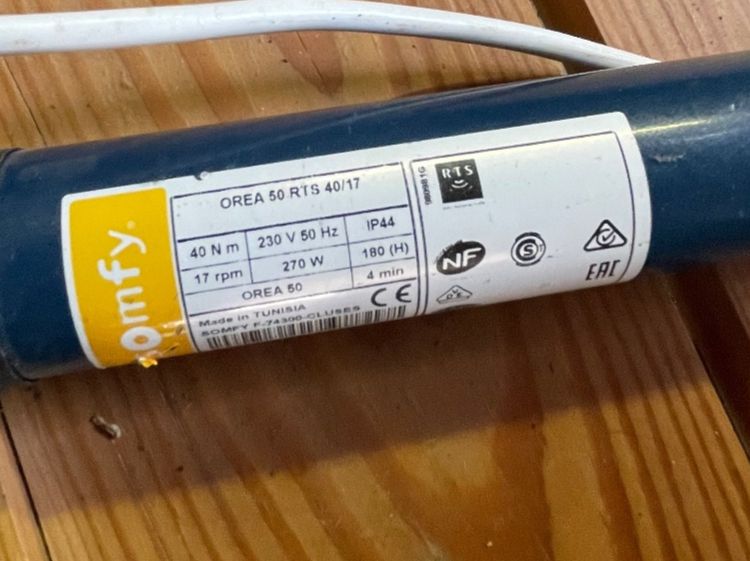 somfy.
OREA 50 RTS 40/17
40 N m 230 V 50 Hz IP44
17 rpm 270 W 180 (H)
OREA 50 4 min
Made in TUNISIA CE
SOMFY F-74300-CLUSES
RTS
NF
S
EAC